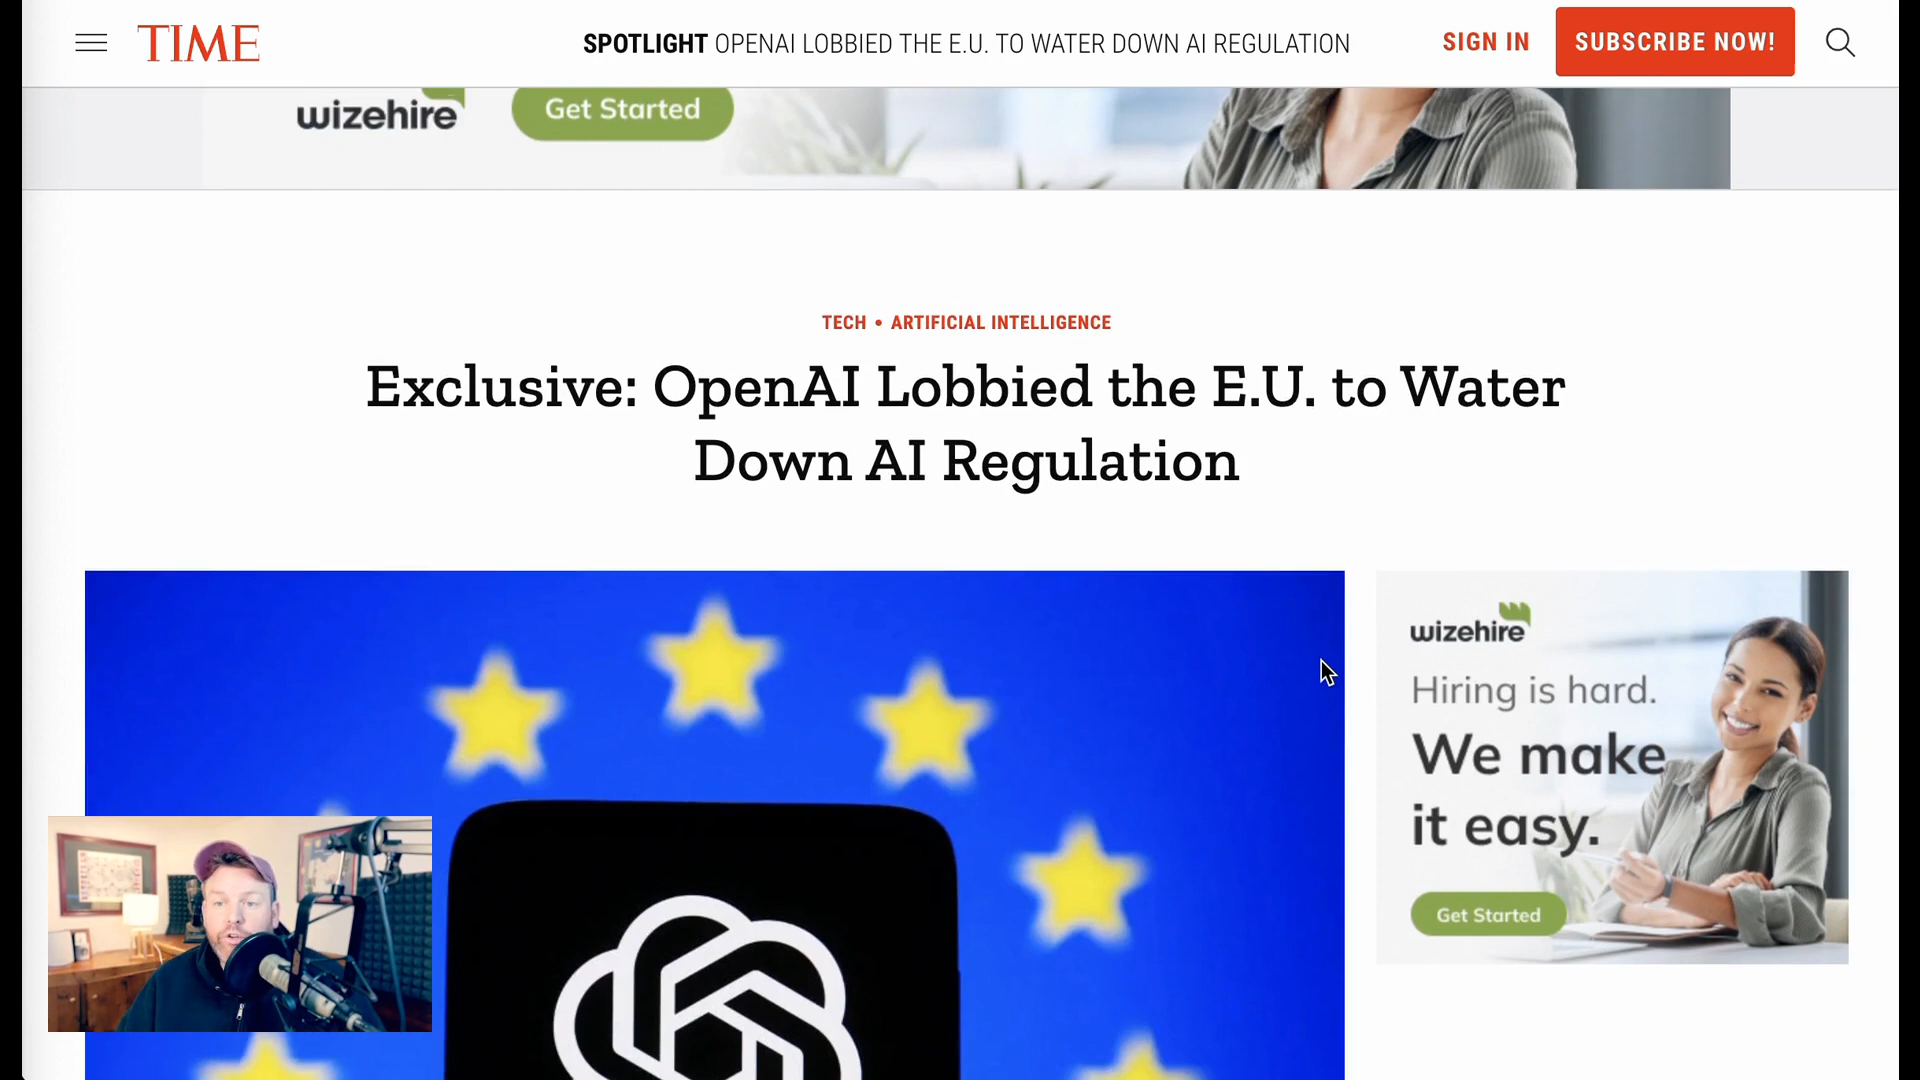 TIME
SPOTLIGHT OPENAI LOBBIED THE E.U. TO WATER DOWN AI REGULATION
SIGN IN
SUBSCRIBE NOW!
wizehire
Get Started
TECH • ARTIFICIAL INTELLIGENCE
Exclusive: OpenAI Lobbied the E.U. to Water
Down AI Regulation
wizehire
Hiring is hard.
We make
it easy.
Get Started